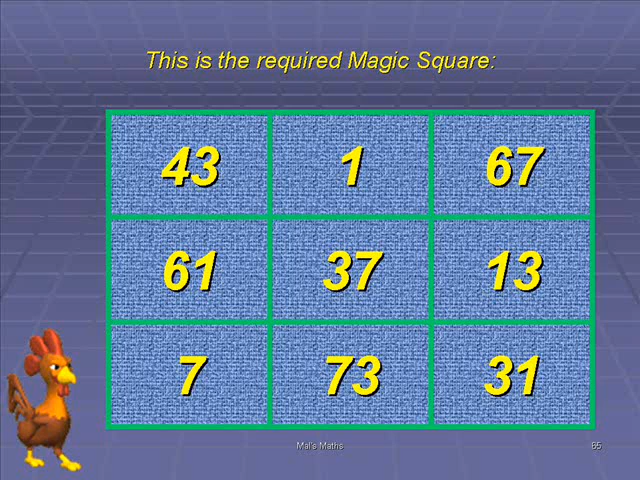 This is the required Magic Square:
43 1 67
61 37 13
7 73 31
Mal's Maths 65